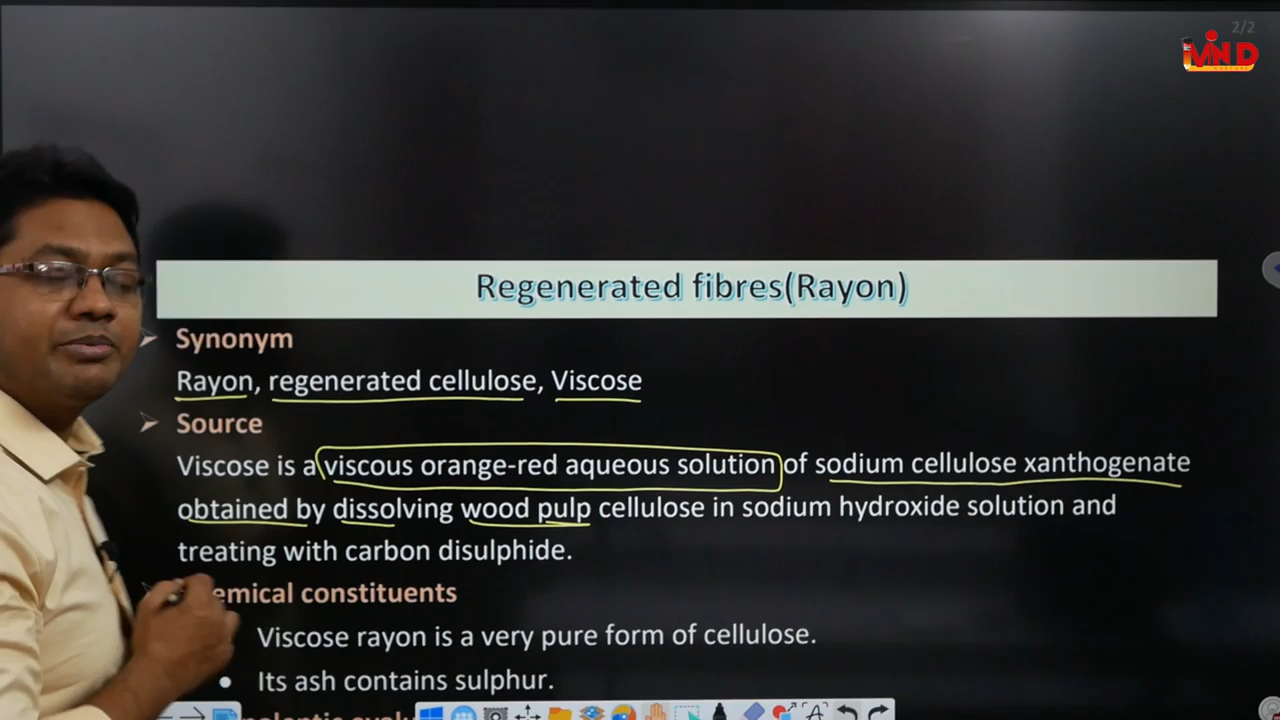 2/2
MIND
Regenerated fibres(Rayon)
Synonym
Rayon, regenerated cellulose, Viscose
Source
Viscose is a viscous orange-red aqueous solution of sodium cellulose xanthogenate
obtained by dissolving wood pulp cellulose in sodium hydroxide solution and
treating with carbon disulphide.
emical constituents
Viscose rayon is a very pure form of cellulose.
• Its ash contains sulphur.